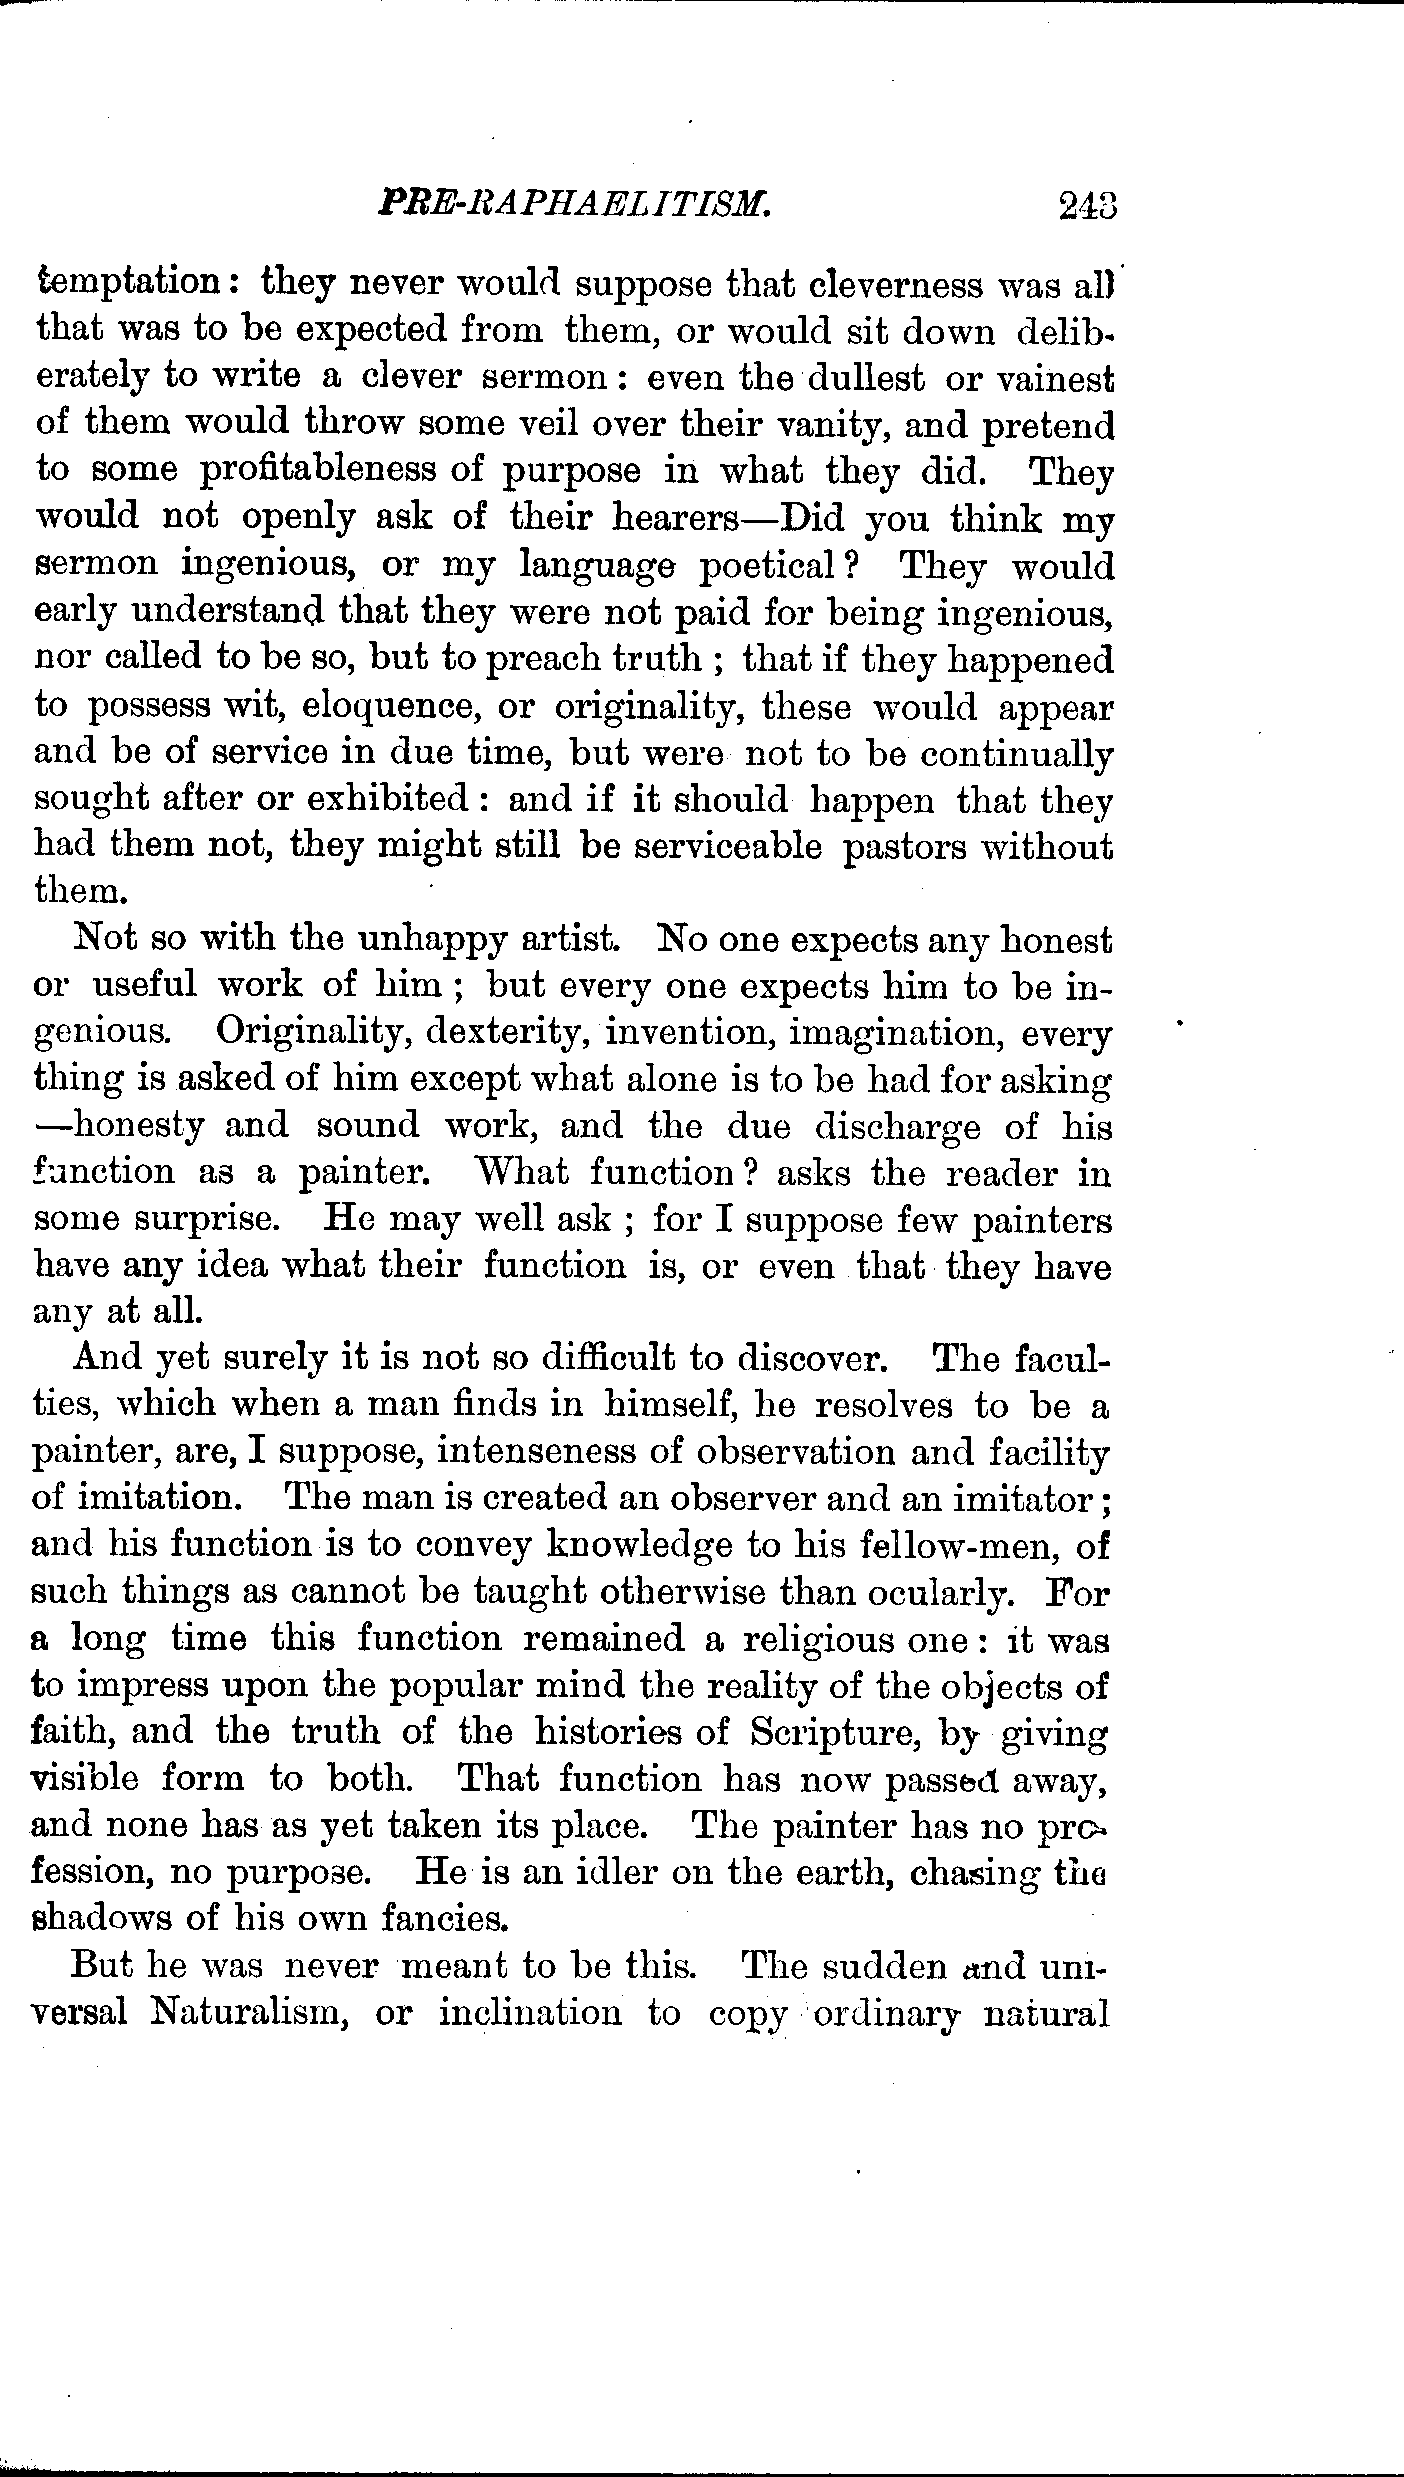 PRE-RAPHAELITISM. 243
temptation: they never would suppose that cleverness was all
that was to be expected from them, or would sit down delib-
erately to write a clever sermon: even the dullest or vainest
of them would throw some veil over their vanity, and pretend
to some profitableness of purpose in what they did. They
would not openly ask of their hearers—Did you think my
sermon ingenious, or my language poetical? They would
early understand that they were not paid for being ingenious,
nor called to be so, but to preach truth; that if they happened
to possess wit, eloquence, or originality, these would appear
and be of service in due time, but were not to be continually
sought after or exhibited: and if it should happen that they
had them not, they might still be serviceable pastors without
them.
Not so with the unhappy artist. No one expects any honest
or useful work of him; but every one expects him to be in-
genious. Originality, dexterity, invention, imagination, every
thing is asked of him except what alone is to be had for asking
—honesty and sound work, and the due discharge of his
function as a painter. What function? asks the reader in
some surprise. He may well ask; for I suppose few painters
have any idea what their function is, or even that they have
any at all.
And yet surely it is not so difficult to discover. The facul-
ties, which when a man finds in himself, he resolves to be a
painter, are, I suppose, intenseness of observation and facility
of imitation. The man is created an observer and an imitator;
and his function is to convey knowledge to his fellow-men, of
such things as cannot be taught otherwise than ocularly. For
a long time this function remained a religious one: it was
to impress upon the popular mind the reality of the objects of
faith, and the truth of the histories of Scripture, by giving
visible form to both. That function has now passed away,
and none has as yet taken its place. The painter has no pro-
fession, no purpose. He is an idler on the earth, chasing the
shadows of his own fancies.
But he was never meant to be this. The sudden and uni-
versal Naturalism, or inclination to copy ordinary natural